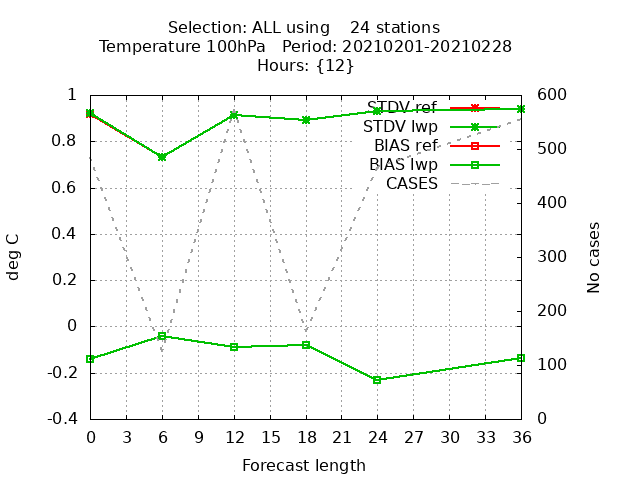 Selection: ALL using    24 stations
Temperature 100hPa   Period: 20210201-20210228
Hours: {12}
1
0.8
0.6
0.4
0.2
0
-0.2
-0.4
deg C
600
500
400
300
200
100
0
No cases
STDV ref
STDV lwp
BIAS ref
BIAS lwp
CASES
0 3 6 9 12 15 18 21 24 27 30 33 36
Forecast length